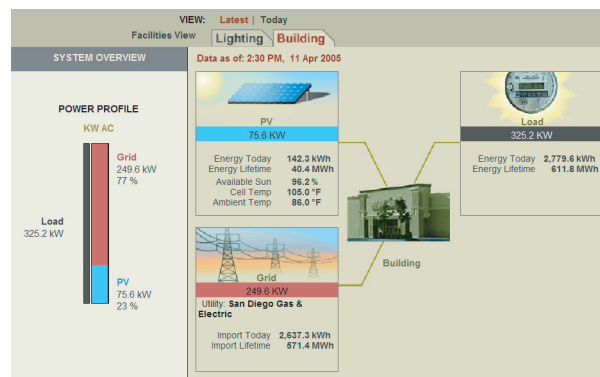 VIEW: Latest | Today
Facilities View Lighting Building
SYSTEM OVERVIEW
Data as of: 2:30 PM, 11 Apr 2005
POWER PROFILE
KW AC
Grid
249.6 kW
77 %
Load
325.2 kW
PV
75.6 kW
23 %
PV
75.6 KW
Energy Today 142.3 kWh
Energy Lifetime 40.4 MWh
Available Sun 96.2 %
Cell Temp 105.0 °F
Ambient Temp 86.0 °F
Load
325.2 KW
Energy Today 2,779.6 kWh
Energy Lifetime 611.8 MWh
Building
Grid
249.6 KW
Utility: San Diego Gas &
Electric
Import Today 2,637.3 kWh
Import Lifetime 571.4 MWh